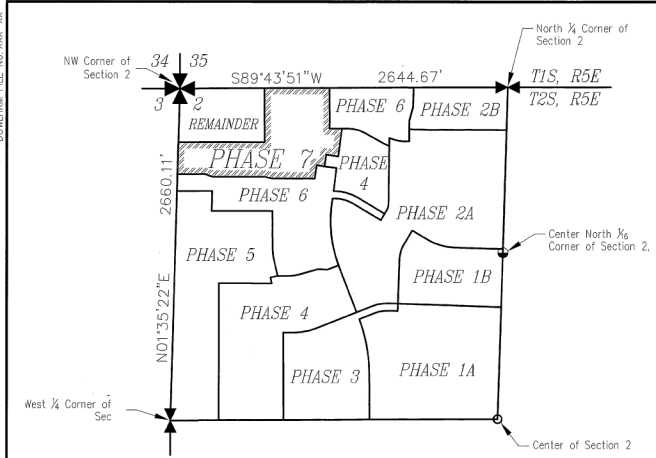 North ¼ Corner of
Section 2
NW Corner of
Section 2
34 35
3 2
S89°43'51"W 2644.67'
T1S, R5E
T2S, R5E
REMAINDER
PHASE 6
PHASE 2B
PHASE 7
PHASE
4
2660.11'
PHASE 6
PHASE 2A
Center North ¹⁄₁₆
Corner of Section 2,
PHASE 5
PHASE 1B
PHASE 4
N01°35'22"E
PHASE 3
PHASE 1A
West ¼ Corner of
Sec
Center of Section 2